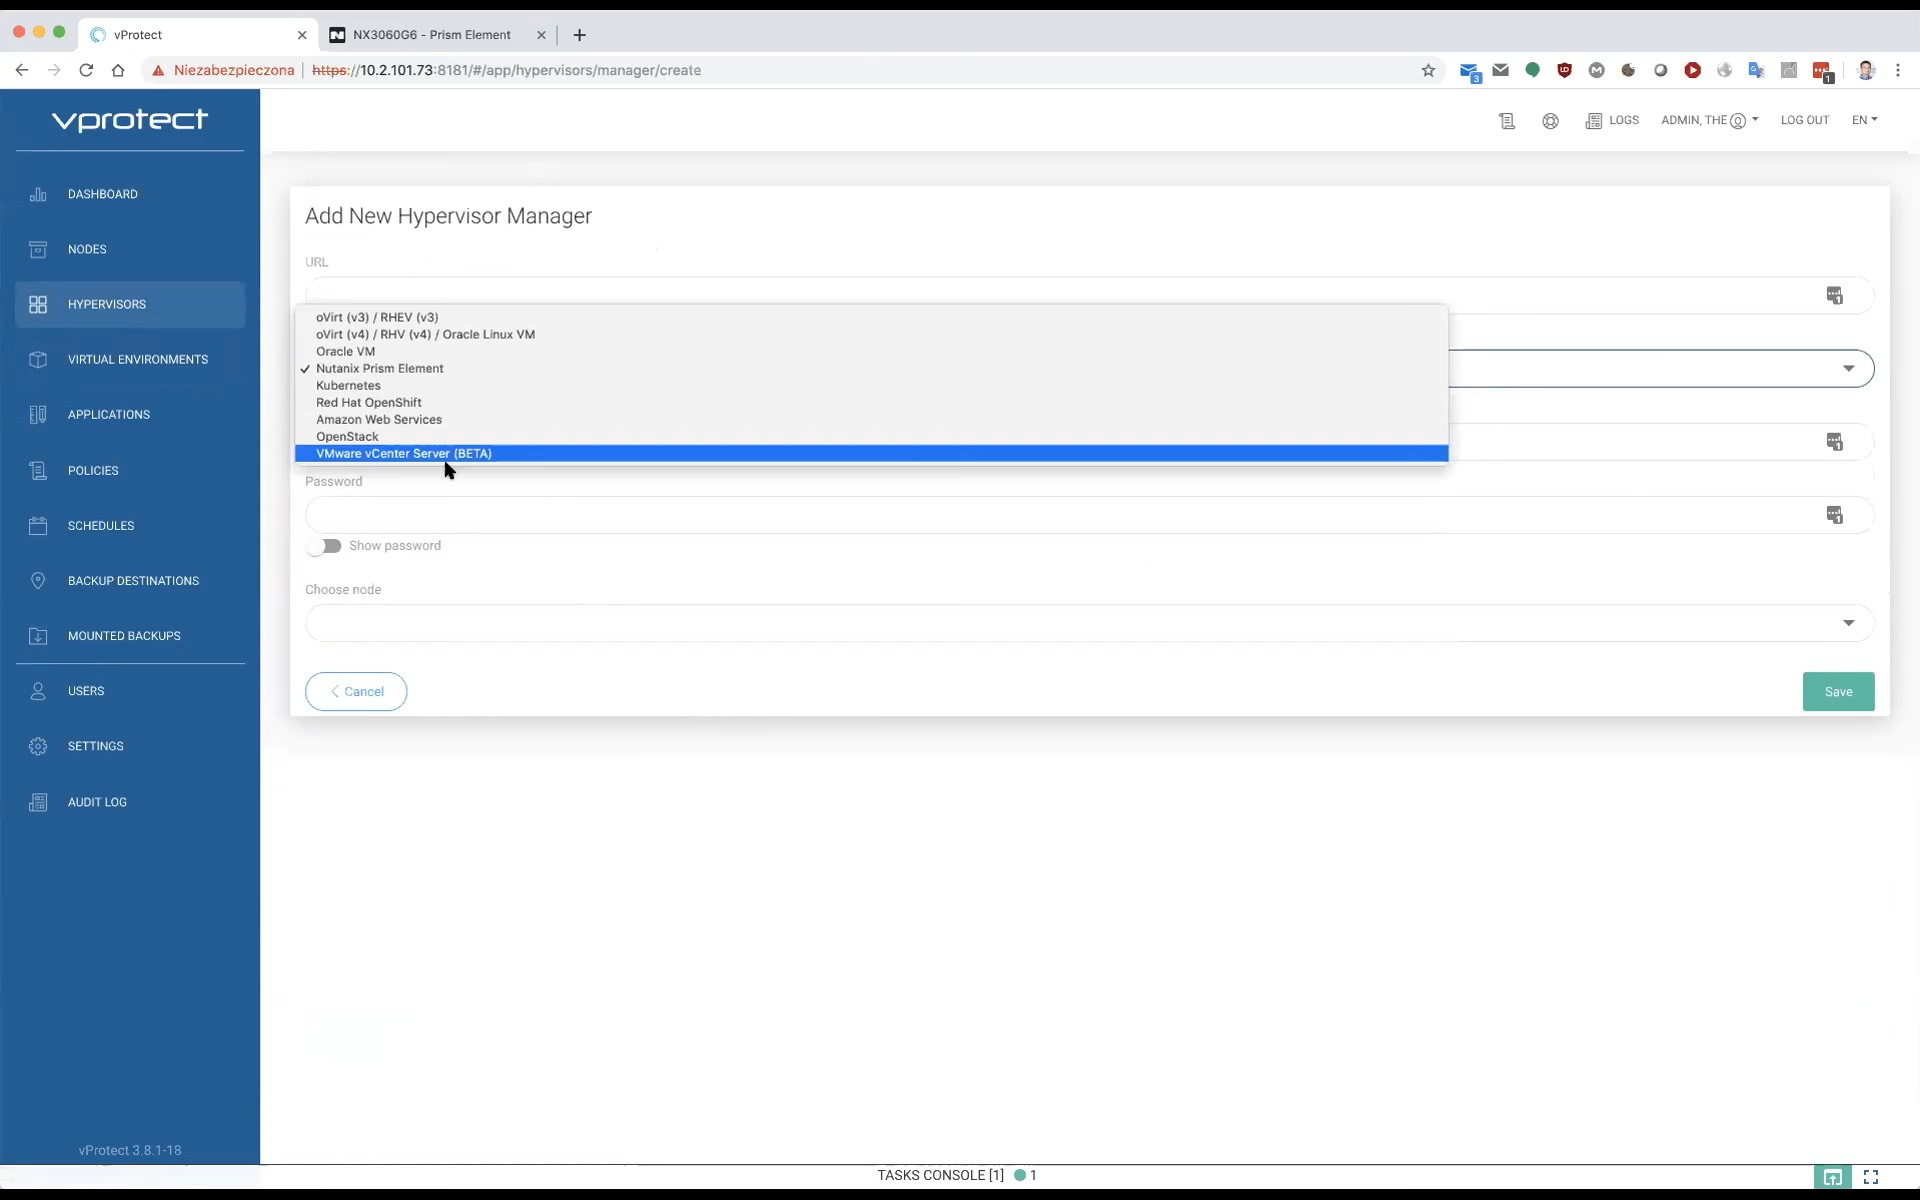 vProtect
NX3060G6 - Prism Element
Niezabezpieczona
https://10.2.101.73:8181/#/app/hypervisors/manager/create
3
1
vprotect
LOGS
ADMIN, THE
LOG OUT
EN
DASHBOARD
NODES
HYPERVISORS
VIRTUAL ENVIRONMENTS
APPLICATIONS
POLICIES
SCHEDULES
BACKUP DESTINATIONS
MOUNTED BACKUPS
USERS
SETTINGS
AUDIT LOG
vProtect 3.8.1-18
Add New Hypervisor Manager
URL
oVirt (v3) / RHEV (v3)
oVirt (v4) / RHV (v4) / Oracle Linux VM
Oracle VM
Nutanix Prism Element
Kubernetes
Red Hat OpenShift
Amazon Web Services
OpenStack
VMware vCenter Server (BETA)
Password
Show password
Choose node
Cancel
Save
TASKS CONSOLE [1] 1